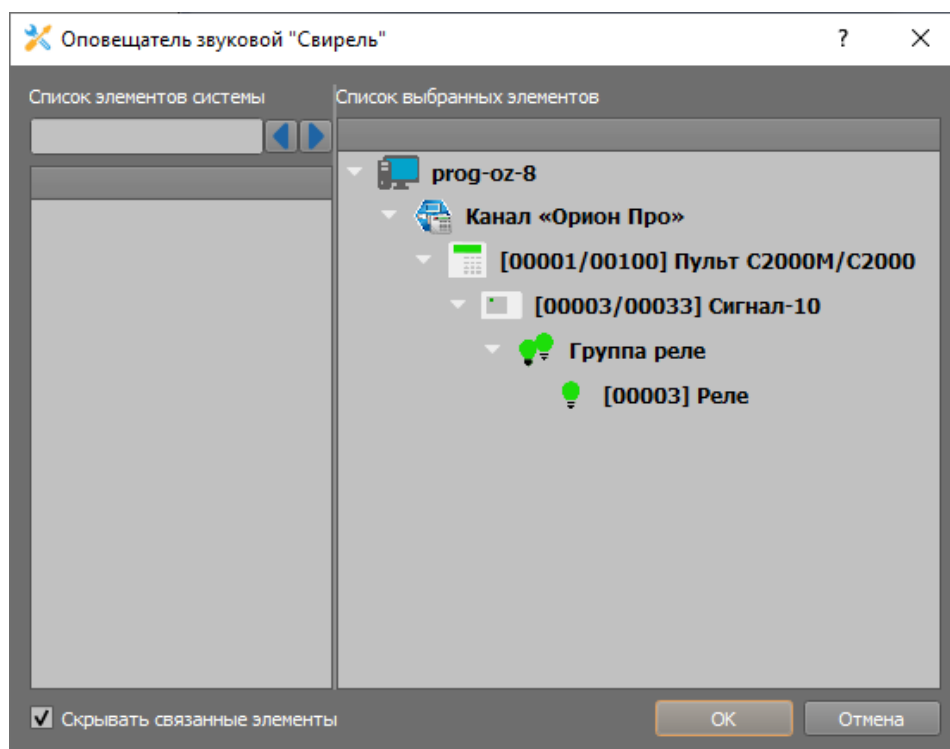 Оповещатель звуковой "Свирель"
Список элементов системы
Список выбранных элементов
prog-oz-8
Канал «Орион Про»
[00001/00100] Пульт С2000М/С2000
[00003/00033] Сигнал-10
Группа реле
[00003] Реле
Скрывать связанные элементы
OK
Отмена